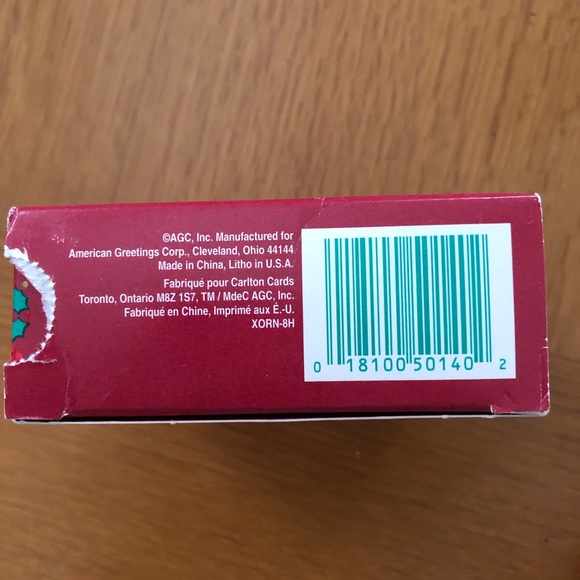 ©AGC, Inc. Manufactured for
American Greetings Corp., Cleveland, Ohio 44144
Made in China, Litho in U.S.A.
Fabriqué pour Carlton Cards
Toronto, Ontario M8Z 1S7, TM / MdeC AGC, Inc.
Fabriqué en Chine, Imprimé aux É.-U.
XORN-8H
0 18100 50140 2